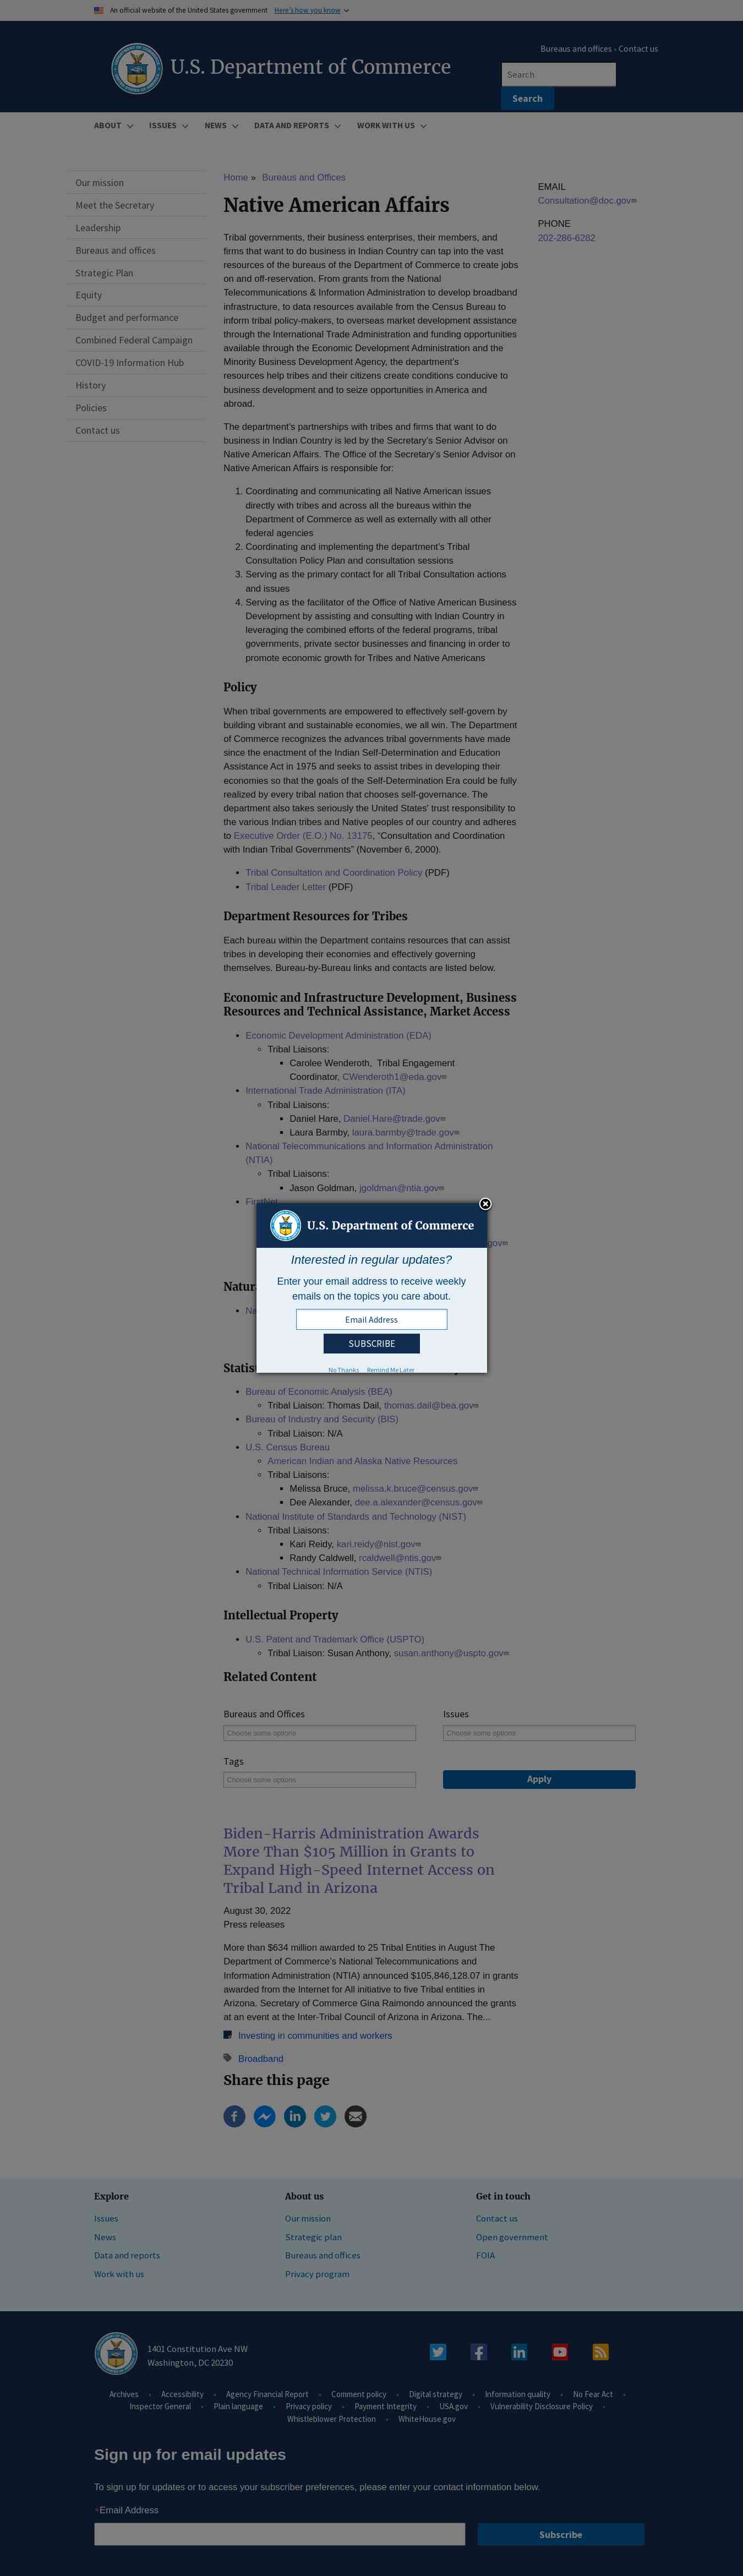 An official website of the United States government Here's how you know
U.S. Department of Commerce
Bureaus and offices - Contact us
Search
Search
ABOUT ISSUES NEWS DATA AND REPORTS WORK WITH US
Our mission
Meet the Secretary
Leadership
Bureaus and offices
Strategic Plan
Equity
Budget and performance
Combined Federal Campaign
COVID-19 Information Hub
History
Policies
Contact us
Home » Bureaus and Offices
Native American Affairs
Tribal governments, their business enterprises, their members, and
firms that want to do business in Indian Country can tap into the vast
resources of the bureaus of the Department of Commerce to create jobs
on and off-reservation. From grants from the National
Telecommunications & Information Administration to develop broadband
infrastructure, to data resources available from the Census Bureau to
inform tribal policy-makers, to overseas market development assistance
through the International Trade Administration and funding opportunities
available through the Economic Development Administration and the
Minority Business Development Agency, the department's
resources help tribes and their citizens create conditions conducive to
business development and to seize opportunities in America and
abroad.
The department's partnerships with tribes and firms that want to do
business in Indian Country is led by the Secretary's Senior Advisor on
Native American Affairs. The Office of the Secretary's Senior Advisor on
Native American Affairs is responsible for:
1. Coordinating and communicating all Native American issues
directly with tribes and across all the bureaus within the
Department of Commerce as well as externally with all other
federal agencies
2. Coordinating and implementing the department's Tribal
Consultation Policy Plan and consultation sessions
3. Serving as the primary contact for all Tribal Consultation actions
and issues
4. Serving as the facilitator of the Office of Native American Business
Development by assisting and consulting with Indian Country in
leveraging the combined efforts of the federal programs, tribal
governments, private sector businesses and financing in order to
promote economic growth for Tribes and Native Americans
EMAIL
Consultation@doc.gov
PHONE
202-286-6282
Policy
When tribal governments are empowered to effectively self-govern by
building vibrant and sustainable economies, we all win. The Department
of Commerce recognizes the advances tribal governments have made
since the enactment of the Indian Self-Determination and Education
Assistance Act in 1975 and seeks to assist tribes in developing their
economies so that the goals of the Self-Determination Era could be fully
realized by every tribal nation that chooses self-governance. The
department also takes seriously the United States' trust responsibility to
the various Indian tribes and Native peoples of our country and adheres
to Executive Order (E.O.) No. 13175, "Consultation and Coordination
with Indian Tribal Governments" (November 6, 2000).
• Tribal Consultation and Coordination Policy (PDF)
• Tribal Leader Letter (PDF)
Department Resources for Tribes
Each bureau within the Department contains resources that can assist
tribes in developing their economies and effectively governing
themselves. Bureau-by-Bureau links and contacts are listed below.
Economic and Infrastructure Development, Business
Resources and Technical Assistance, Market Access
• Economic Development Administration (EDA)
Tribal Liaisons:
Carolee Wenderoth, Tribal Engagement
Coordinator, CWenderoth1@eda.gov
• International Trade Administration (ITA)
Tribal Liaisons:
Daniel Hare, Daniel.Hare@trade.gov
Laura Barmby, laura.barmby@trade.gov
• National Telecommunications and Information Administration
(NTIA)
Tribal Liaisons:
Jason Goldman, jgoldman@ntia.gov
• FirstNet
U.S. Department of Commerce
Interested in regular updates?
Enter your email address to receive weekly
emails on the topics you care about.
Email Address
SUBSCRIBE
No Thanks Remind Me Later
• Bureau of Economic Analysis (BEA)
Tribal Liaison: Thomas Dail, thomas.dail@bea.gov
• Bureau of Industry and Security (BIS)
Tribal Liaison: N/A
• U.S. Census Bureau
American Indian and Alaska Native Resources
Tribal Liaisons:
Melissa Bruce, melissa.k.bruce@census.gov
Dee Alexander, dee.a.alexander@census.gov
• National Institute of Standards and Technology (NIST)
Tribal Liaisons:
Kari Reidy, kari.reidy@nist.gov
Randy Caldwell, rcaldwell@ntis.gov
• National Technical Information Service (NTIS)
Tribal Liaison: N/A
Intellectual Property
• U.S. Patent and Trademark Office (USPTO)
Tribal Liaison: Susan Anthony, susan.anthony@uspto.gov
Related Content
Bureaus and Offices Issues
Choose some options Choose some options
Tags
Choose some options Apply
Biden-Harris Administration Awards
More Than $105 Million in Grants to
Expand High-Speed Internet Access on
Tribal Land in Arizona
August 30, 2022
Press releases
More than $634 million awarded to 25 Tribal Entities in August The
Department of Commerce's National Telecommunications and
Information Administration (NTIA) announced $105,846,128.07 in grants
awarded from the Internet for All initiative to five Tribal entities in
Arizona. Secretary of Commerce Gina Raimondo announced the grants
at an event at the Inter-Tribal Council of Arizona in Arizona. The...
Investing in communities and workers
Broadband
Share this page
Explore About us Get in touch
Issues Our mission Contact us
News Strategic plan Open government
Data and reports Bureaus and offices FOIA
Work with us Privacy program
1401 Constitution Ave NW
Washington, DC 20230
Archives - Accessibility - Agency Financial Report - Comment policy - Digital strategy - Information quality - No Fear Act -
Inspector General - Plain language - Privacy policy - Payment Integrity - USA.gov - Vulnerability Disclosure Policy -
Whistleblower Protection - WhiteHouse.gov
Sign up for email updates
To sign up for updates or to access your subscriber preferences, please enter your contact information below.
*Email Address
Subscribe